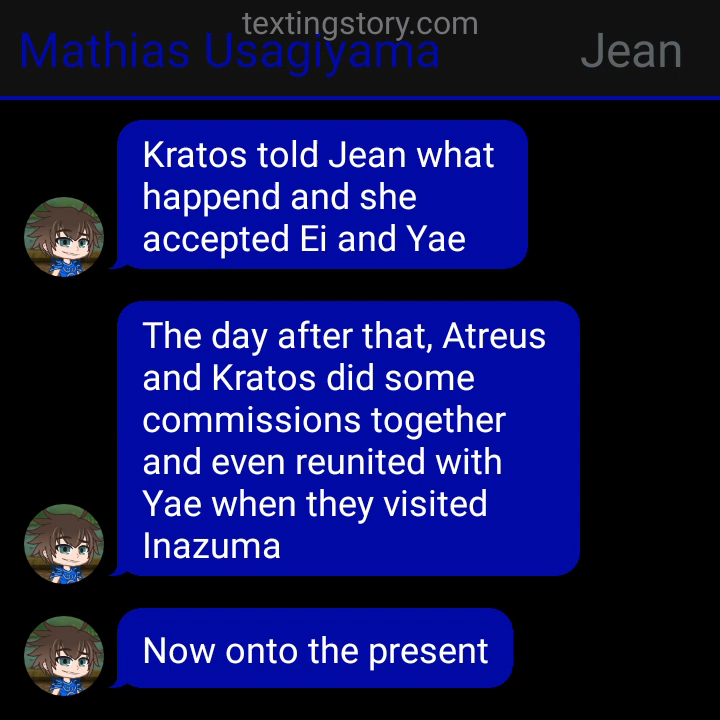 textingstory.com
Mathias Usagiyama
Jean
Kratos told Jean what
happend and she
accepted Ei and Yae
The day after that, Atreus
and Kratos did some
commissions together
and even reunited with
Yae when they visited
Inazuma
Now onto the present